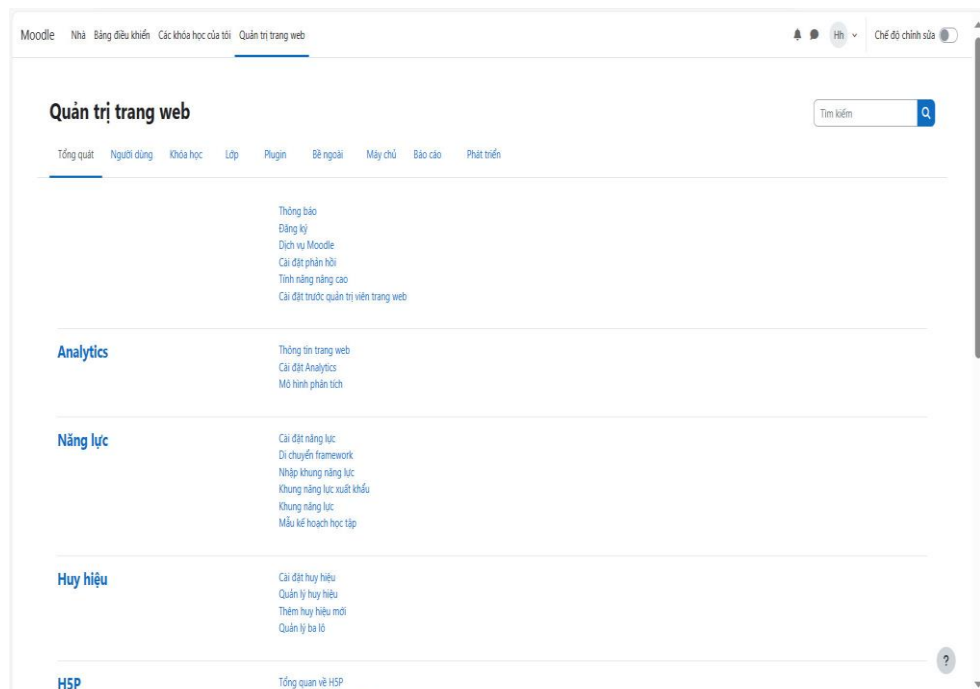 Moodle Nhà Bảng điều khiển Các khóa học của tôi Quản trị trang web Hh Chế độ chỉnh sửa
Quản trị trang web
Tìm kiếm
Tổng quát Người dùng Khóa học Lớp Plugin Bề ngoài Máy chủ Báo cáo Phát triển
Thông báo
Đăng ký
Dịch vụ Moodle
Cài đặt phản hồi
Tính năng nâng cao
Cài đặt trước quản trị viên trang web
Analytics
Thông tin trang web
Cài đặt Analytics
Mô hình phân tích
Năng lực
Cài đặt năng lực
Di chuyển framework
Nhập khung năng lực
Khung năng lực xuất khẩu
Khung năng lực
Mẫu kế hoạch học tập
Huy hiệu
Cài đặt huy hiệu
Quản lý huy hiệu
Thêm huy hiệu mới
Quản lý ba lô
?
H5P
Tổng quan về H5P